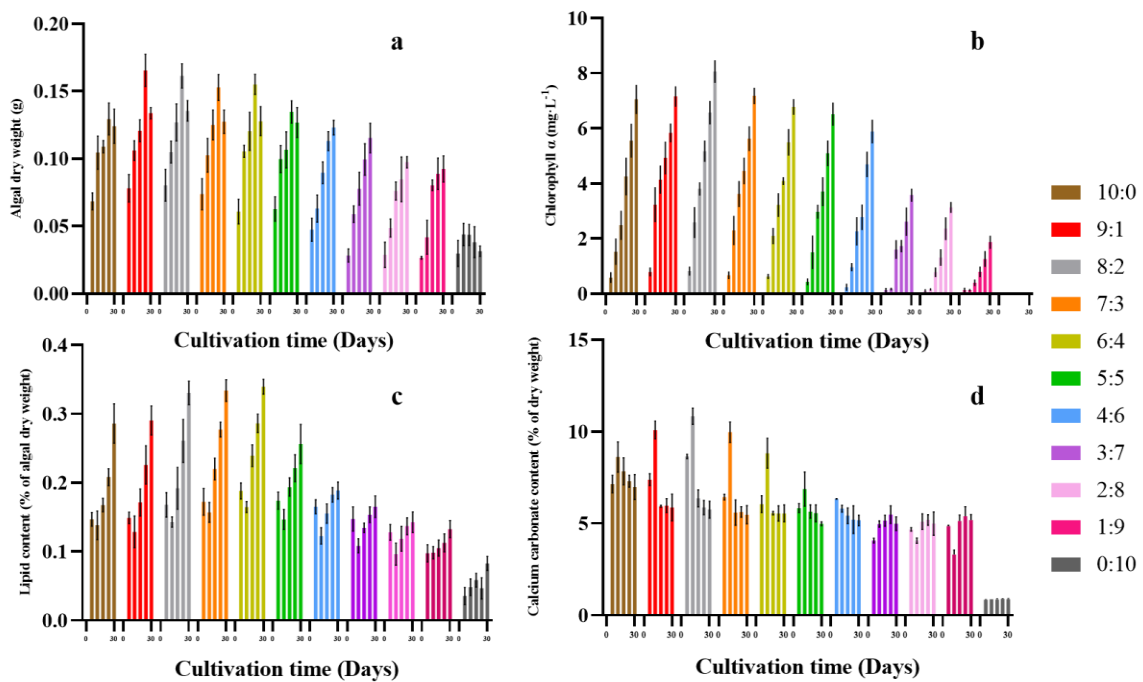 a
Algal dry weight (g)
0.20
0.15
0.10
0.05
0.00
0 30 0 30 0 30 0 30 0 30 0 30 0 30 0 30 0 30 0 30 0 30
Cultivation time (Days)
b
Chlorophyll α (mg·L⁻¹)
10
8
6
4
2
0
0 30 0 30 0 30 0 30 0 30 0 30 0 30 0 30 0 30 0 30 0 30
Cultivation time (Days)
c
Lipid content (% of algal dry weight)
0.4
0.3
0.2
0.1
0.0
0 30 0 30 0 30 0 30 0 30 0 30 0 30 0 30 0 30 0 30 0 30
Cultivation time (Days)
d
Calcium carbonate content (% of dry weight)
15
10
5
0
0 30 0 30 0 30 0 30 0 30 0 30 0 30 0 30 0 30 0 30 0 30
Cultivation time (Days)
10:0
9:1
8:2
7:3
6:4
5:5
4:6
3:7
2:8
1:9
0:10